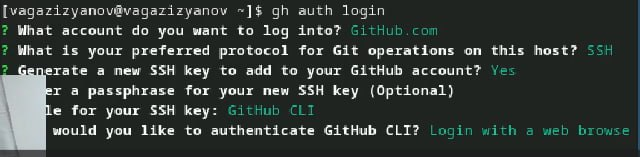 [vagazizyanov@vagazizyanov ~]$ gh auth login
? What account do you want to log into? GitHub.com
? What is your preferred protocol for Git operations on this host? SSH
? Generate a new SSH key to add to your GitHub account? Yes
er a passphrase for your new SSH key (Optional)
le for your SSH key: GitHub CLI
would you like to authenticate GitHub CLI? Login with a web browse